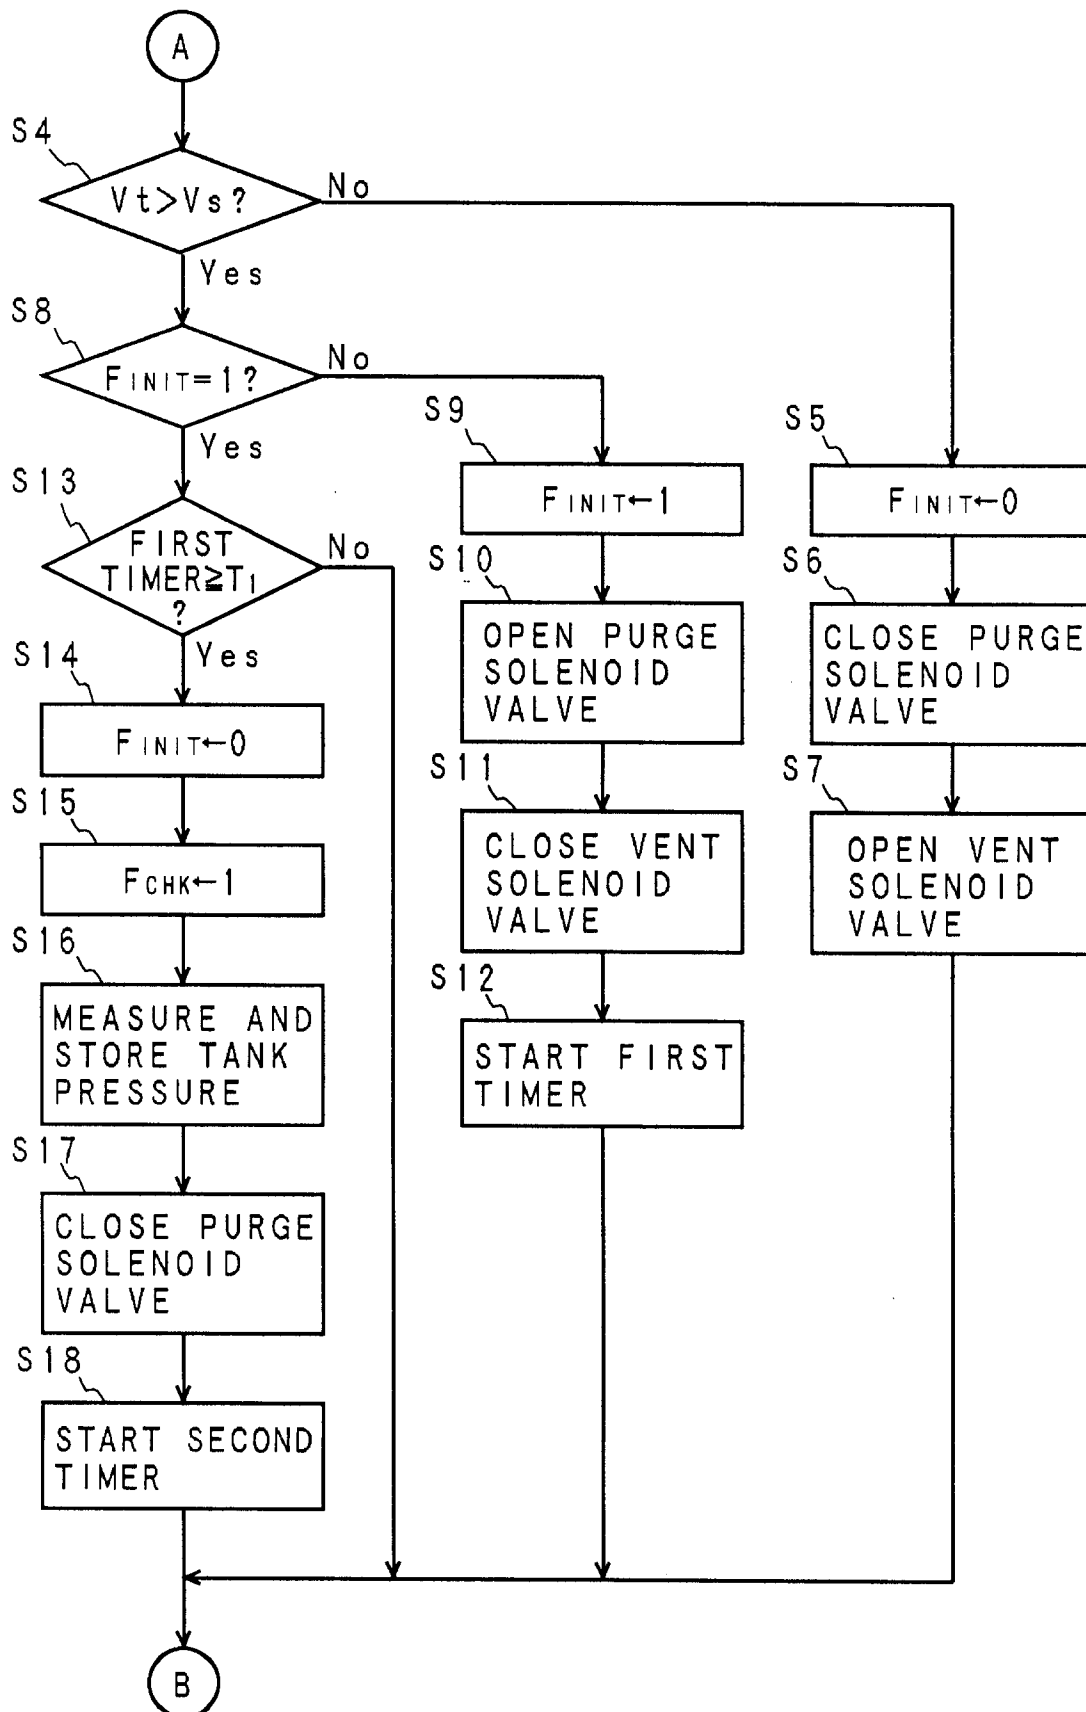 A
S4
Vt>Vs?
No
Yes
S8
FINIT=1?
No
Yes
S13
FIRST
TIMER≧T1
?
No
Yes
S14
FINIT←0
S15
FCHK←1
S16
MEASURE AND
STORE TANK
PRESSURE
S17
CLOSE PURGE
SOLENOID
VALVE
S18
START SECOND
TIMER
S9
FINIT←1
S10
OPEN PURGE
SOLENOID
VALVE
S11
CLOSE VENT
SOLENOID
VALVE
S12
START FIRST
TIMER
S5
FINIT←0
S6
CLOSE PURGE
SOLENOID
VALVE
S7
OPEN VENT
SOLENOID
VALVE
B